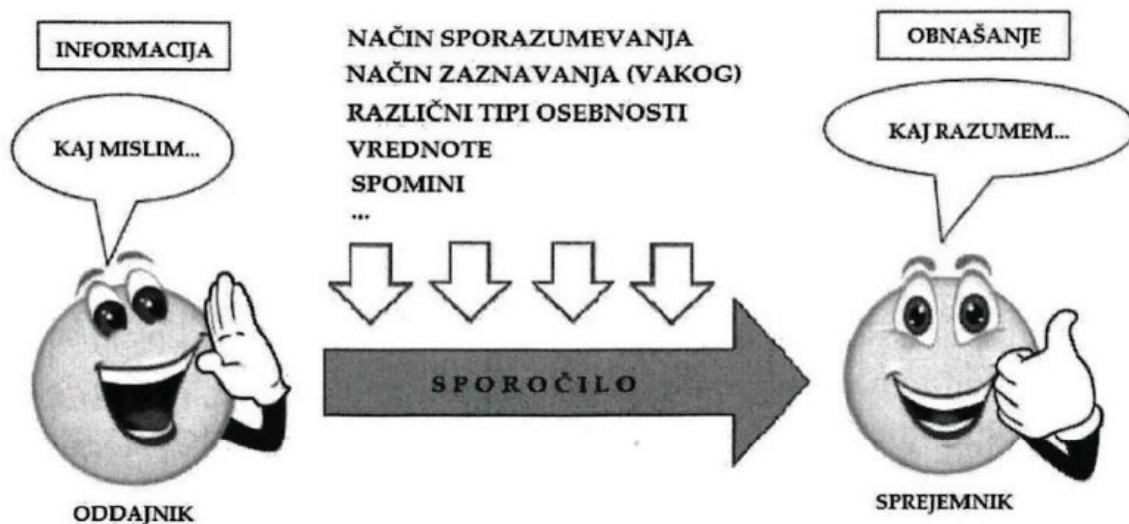 INFORMACIJA
KAJ MISLIM...
NAČIN SPORAZUMEVANJA
NAČIN ZAZNAVANJA (VAKOG)
RAZLIČNI TIPI OSEBNOSTI
VREDNOTE
SPOMINI
...
OBNAŠANJE
KAJ RAZUMEM...
SPOROČILO
ODDAJNIK
SPREJEMNIK